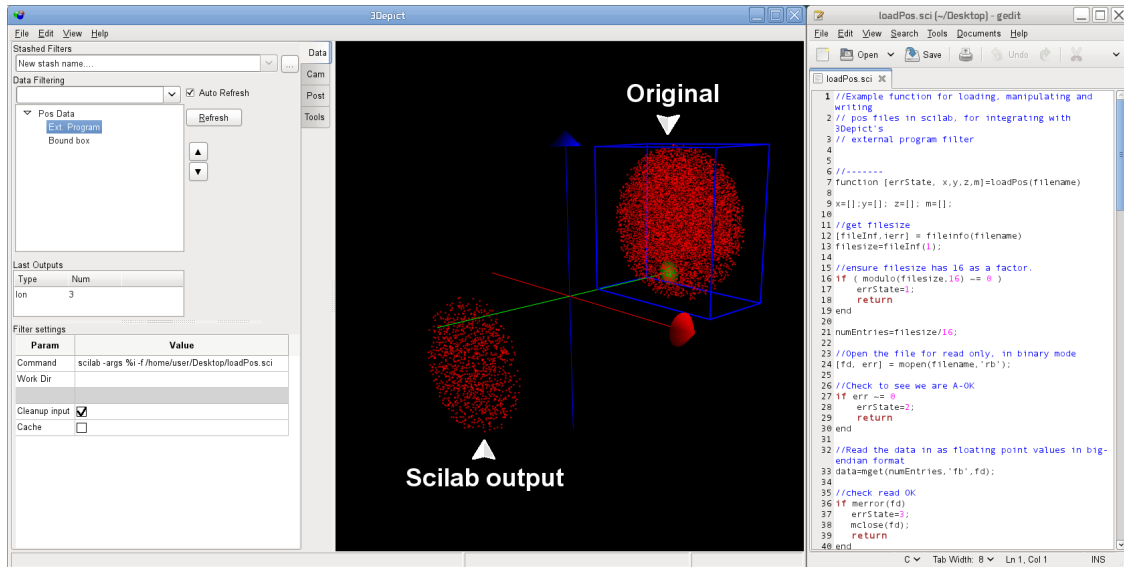 3Depict
File Edit View Help
Stashed Filters
New stash name....
...
Data Filtering
Auto Refresh
Pos Data
Ext. Program
Bound box
Refresh
Last Outputs
Type Num
Ion 3
Filter settings
Param Value
Command scilab -args %i -f /home/user/Desktop/loadPos.sci
Work Dir
Cleanup input
Cache
Data
Cam
Post
Tools
Original
Scilab output
loadPos.sci (~/Desktop) - gedit
File Edit View Search Tools Documents Help
Open Save Undo
loadPos.sci
1 //Example function for loading, manipulating and
writing
2 // pos files in scilab, for integrating with
3Depict's
3 // external program filter
4
5
6 //-------
7 function [errState, x,y,z,m]=loadPos(filename)
8
9 x=[];y=[]; z=[]; m=[];
10
11 //get filesize
12 [fileInf,ierr] = fileinfo(filename)
13 filesize=fileInf(1);
14
15 //ensure filesize has 16 as a factor.
16 if ( modulo(filesize,16) ~= 0 )
17 errState=1;
18 return
19 end
20
21 numEntries=filesize/16;
22
23 //Open the file for read only, in binary mode
24 [fd, err] = mopen(filename,'rb');
25
26 //Check to see we are A-OK
27 if err ~= 0
28 errState=2;
29 return
30 end
31
32 //Read the data in as floating point values in big-
endian format
33 data=mget(numEntries,'fb',fd);
34
35 //check read OK
36 if merror(fd)
37 errState=3;
38 mclose(fd);
39 return
40 end
C Tab Width: 8 Ln 1, Col 1 INS